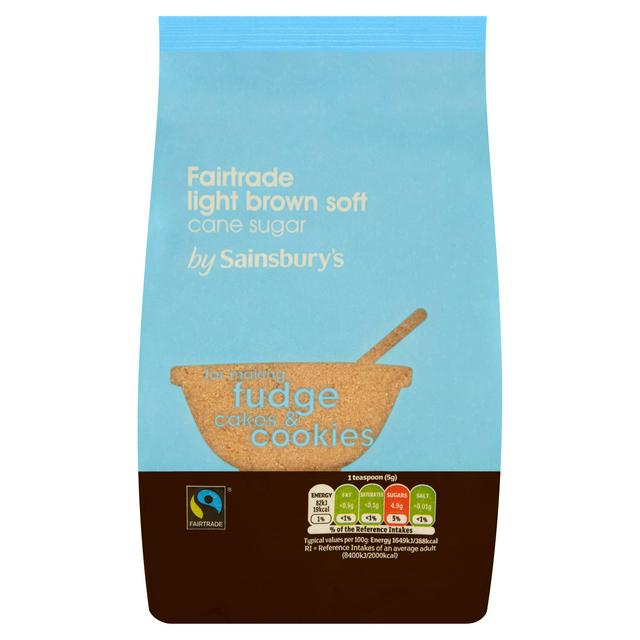 Fairtrade
light brown soft
cane sugar
by Sainsbury's
for making
fudge
cakes &
cookies
1 teaspoon (5g)
ENERGY
82kJ
19kcal
1%
FAT
<0.5g
<1%
SATURATES
<0.1g
<1%
SUGARS
4.9g
5%
SALT
<0.01g
<1%
% of the Reference Intakes
Typical values per 100g: Energy 1649kJ/388kcal
RI = Reference Intakes of an average adult
(8400kJ/2000kcal)
FAIRTRADE
®